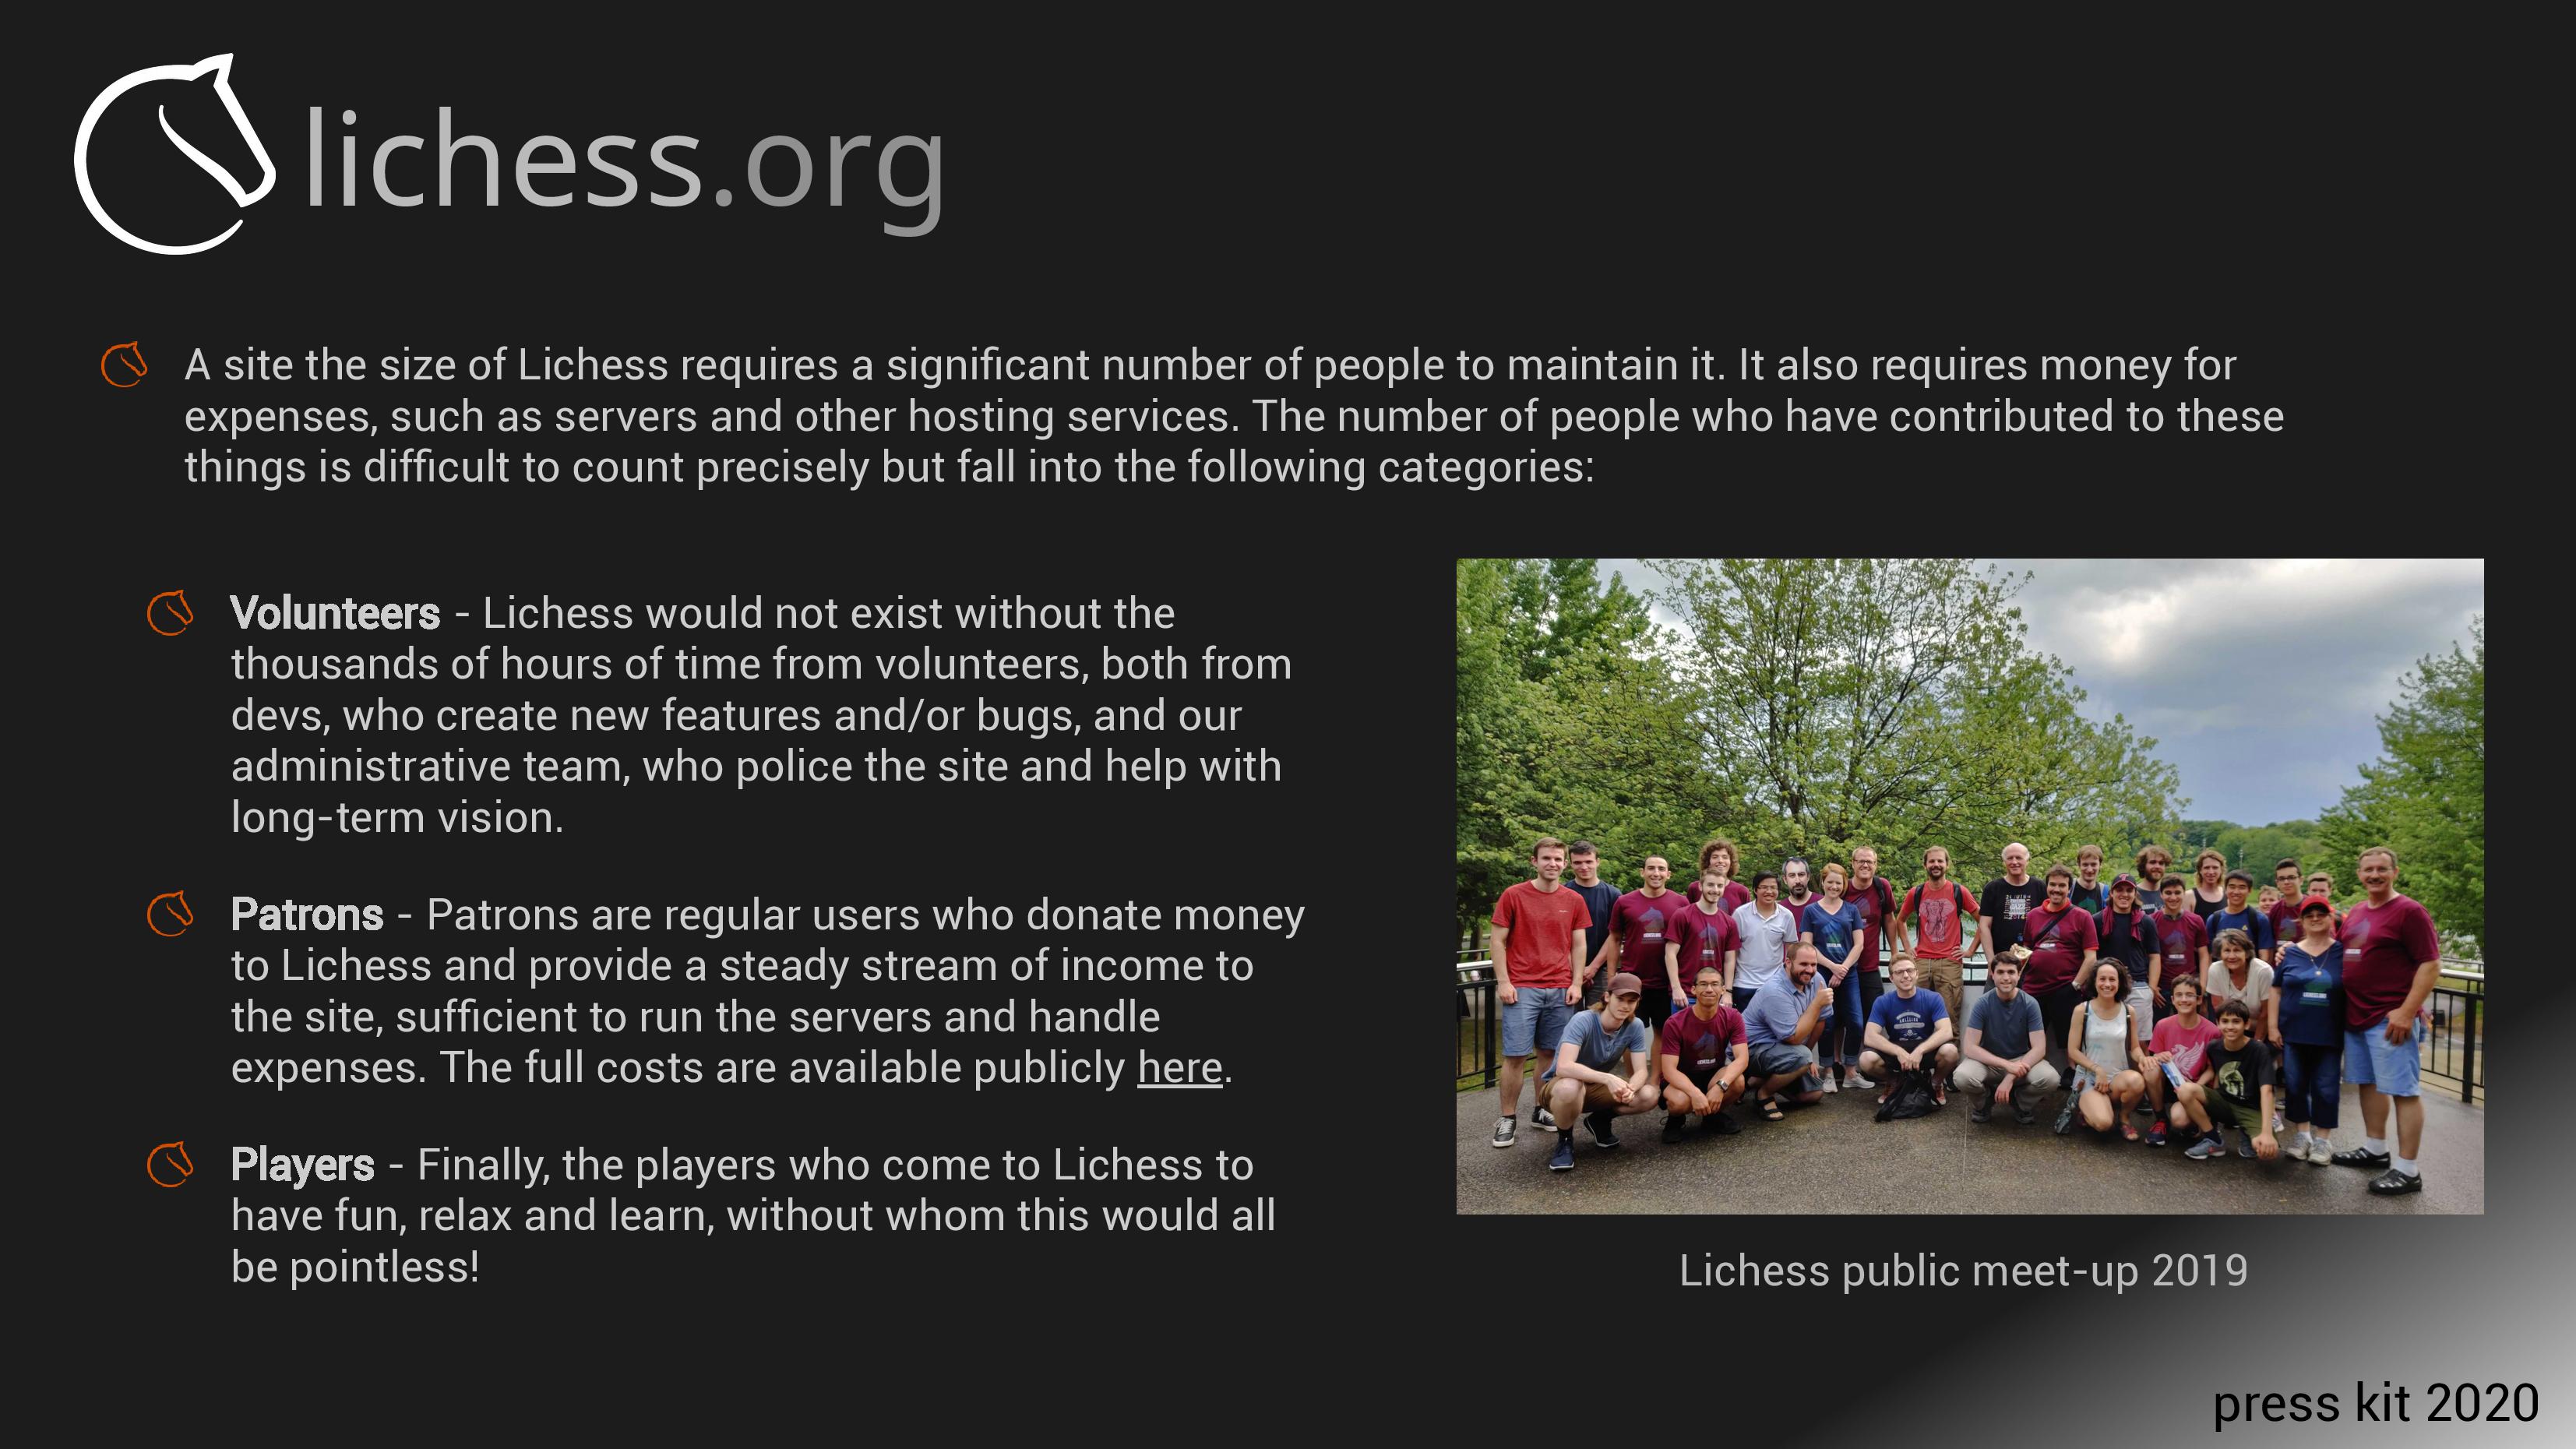 lichess.org
A site the size of Lichess requires a significant number of people to maintain it. It also requires money for
expenses, such as servers and other hosting services. The number of people who have contributed to these
things is difficult to count precisely but fall into the following categories:
Volunteers - Lichess would not exist without the
thousands of hours of time from volunteers, both from
devs, who create new features and/or bugs, and our
administrative team, who police the site and help with
long-term vision.
Patrons - Patrons are regular users who donate money
to Lichess and provide a steady stream of income to
the site, sufficient to run the servers and handle
expenses. The full costs are available publicly here.
Players - Finally, the players who come to Lichess to
have fun, relax and learn, without whom this would all
be pointless!
Lichess public meet-up 2019
press kit 2020